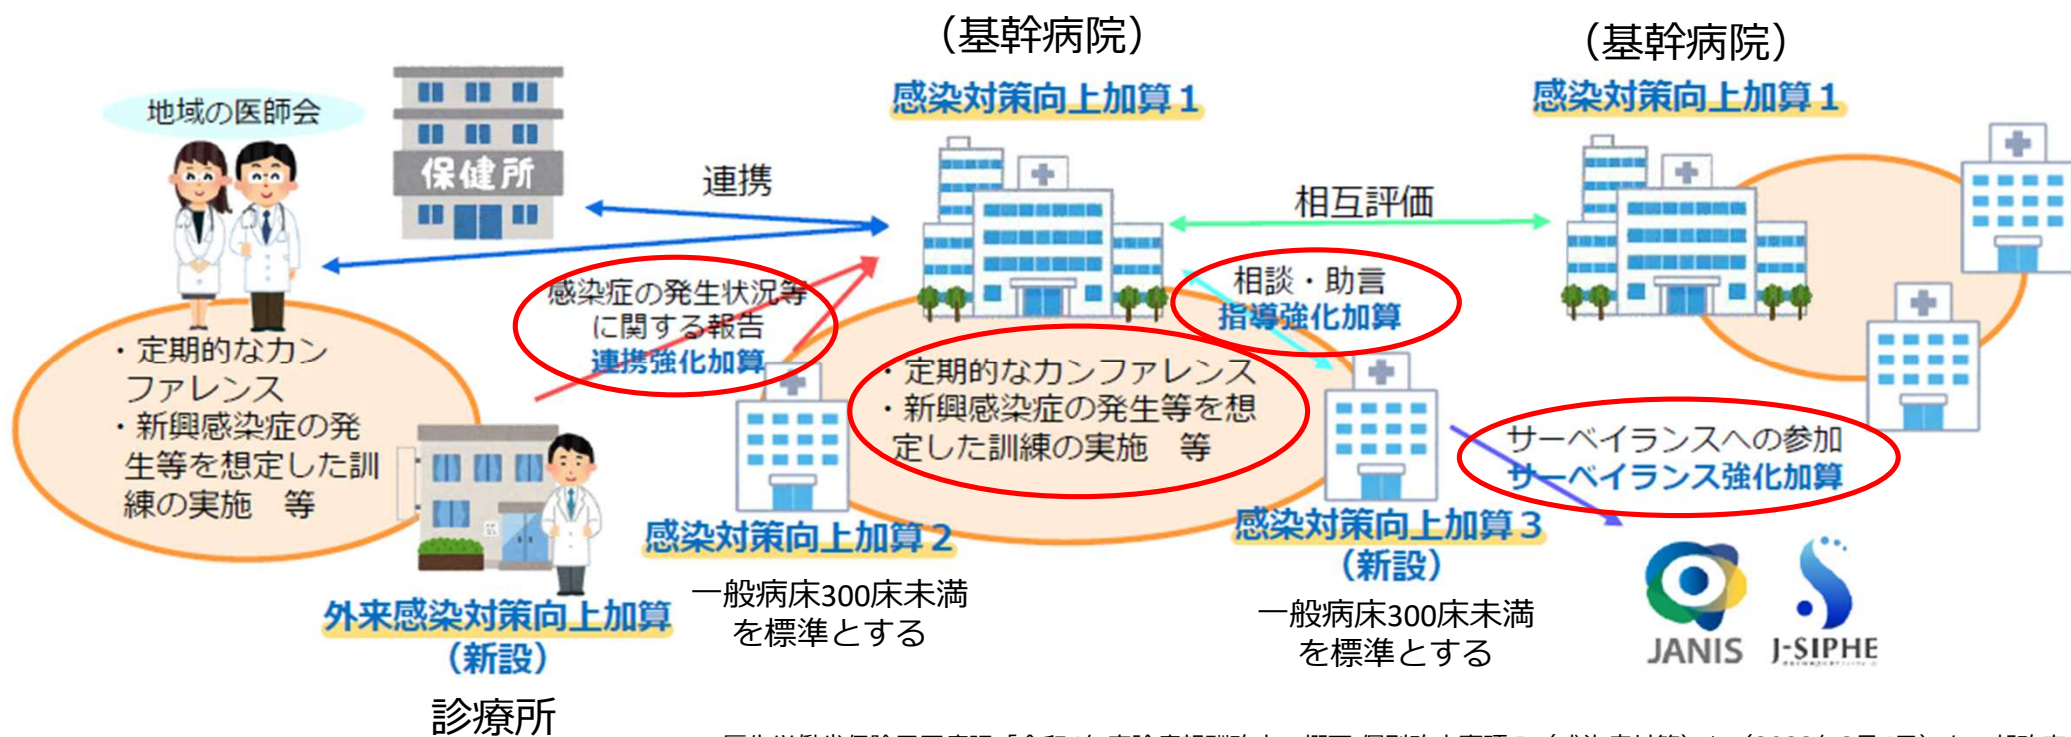 （基幹病院）
感染対策向上加算１
（基幹病院）
感染対策向上加算１
地域の医師会
保健所
連携
相互評価
感染症の発生状況等
に関する報告
連携強化加算
相談・助言
指導強化加算
・定期的なカン
ファレンス
・新興感染症の発
生等を想定した訓
練の実施　等
・定期的なカンファレンス
・新興感染症の発生等を想
定した訓練の実施　等
サーベイランスへの参加
サーベイランス強化加算
感染対策向上加算２
一般病床300床未満
を標準とする
感染対策向上加算３
（新設）
一般病床300床未満
を標準とする
外来感染対策向上加算
（新設）
診療所
JANIS
J-SIPHE